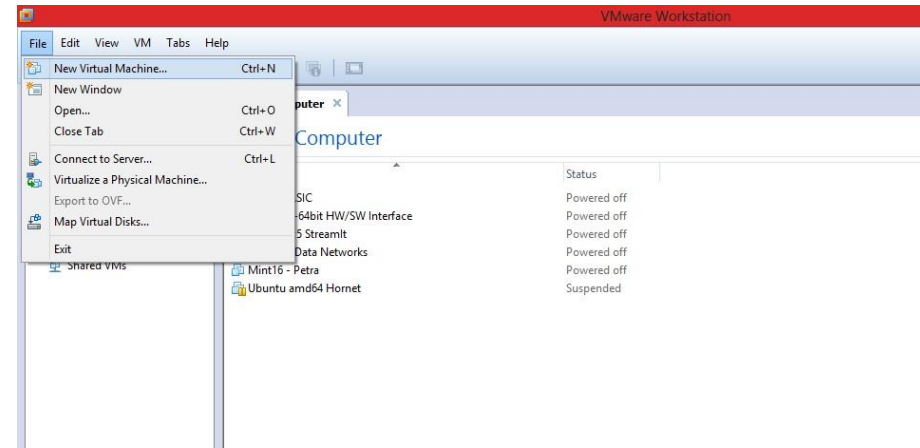 VMware Workstation
File Edit View VM Tabs Help
New Virtual Machine... Ctrl+N
New Window
Open... Ctrl+O
Close Tab Ctrl+W
Connect to Server... Ctrl+L
Virtualize a Physical Machine...
Export to OVF...
Map Virtual Disks...
Exit
Shared VMs
puter ×
Computer
Status
SIC Powered off
-64bit HW/SW Interface Powered off
5 StreamIt Powered off
Data Networks Powered off
Mint16 - Petra Powered off
Ubuntu amd64 Hornet Suspended